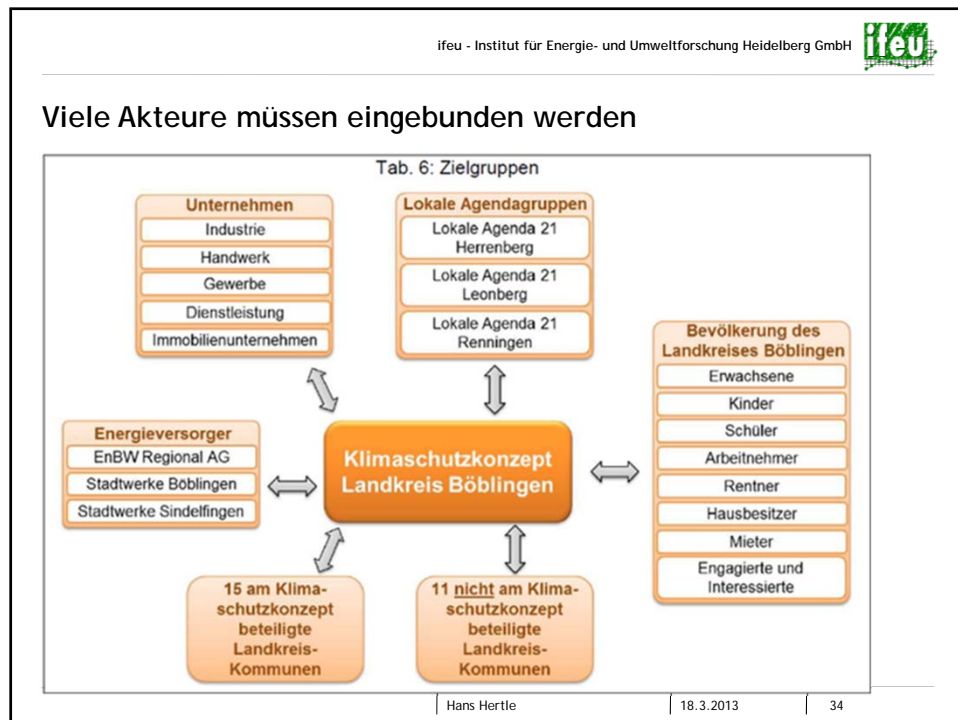 ifeu - Institut für Energie- und Umweltforschung Heidelberg GmbH
ifeu
Viele Akteure müssen eingebunden werden
Tab. 6: Zielgruppen
Unternehmen
Industrie
Handwerk
Gewerbe
Dienstleistung
Immobilienunternehmen
Lokale Agendagruppen
Lokale Agenda 21
Herrenberg
Lokale Agenda 21
Leonberg
Lokale Agenda 21
Renningen
Bevölkerung des
Landkreises Böblingen
Erwachsene
Kinder
Schüler
Arbeitnehmer
Rentner
Hausbesitzer
Mieter
Engagierte und
Interessierte
Energieversorger
EnBW Regional AG
Stadtwerke Böblingen
Stadtwerke Sindelfingen
Klimaschutzkonzept
Landkreis Böblingen
15 am Klima-
schutzkonzept
beteiligte
Landkreis-
Kommunen
11 nicht am Klima-
schutzkonzept
beteiligte
Landkreis-
Kommunen
Hans Hertle
18.3.2013
34